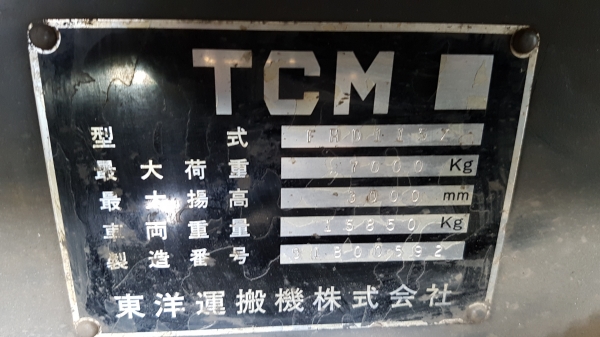 TCM
型式
最大荷重 Kg
最大揚高 3000 mm
車両重量 15850 Kg
製造番号
東洋運搬機株式会社